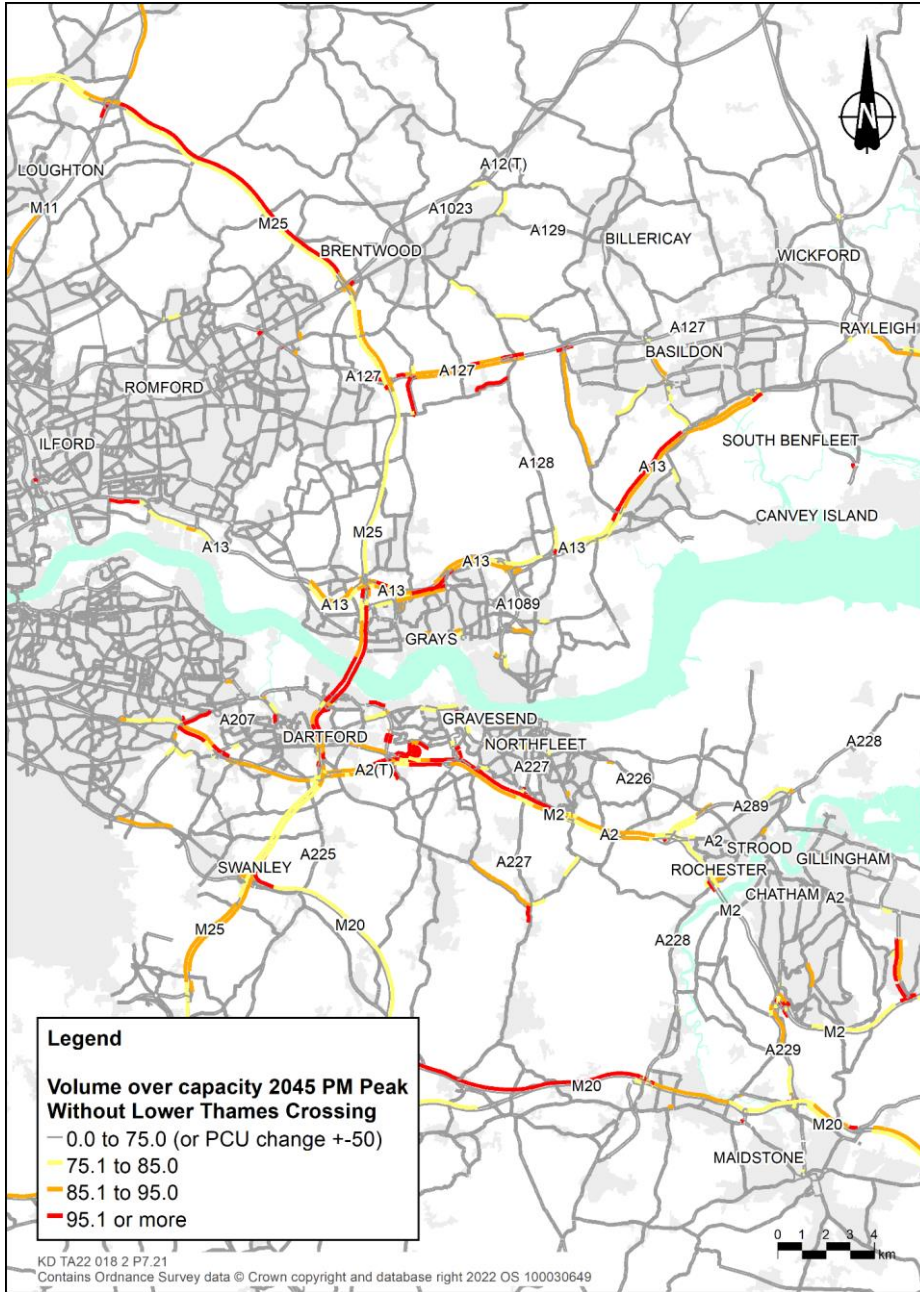 N
A12(T)
LOUGHTON
M11
A1023
M25
A129
BILLERICAY
BRENTWOOD
WICKFORD
A127
RAYLEIGH
BASILDON
A127
A127
ROMFORD
ILFORD
SOUTH BENFLEET
A128
A13
CANVEY ISLAND
M25
A13
A13
A13
A13
A13
A1089
GRAYS
A207
GRAVESEND
DARTFORD
NORTHFLEET
A228
A2(T)
A227
A226
A289
M2
A2
A2
STROOD
GILLINGHAM
SWANLEY
A225
A227
ROCHESTER
CHATHAM
A2
M2
M25
M20
A228
M2
A229
M20
M20
MAIDSTONE
Legend
Volume over capacity 2045 PM Peak
Without Lower Thames Crossing
0.0 to 75.0 (or PCU change +-50)
75.1 to 85.0
85.1 to 95.0
95.1 or more
0 1 2 3 4
km
KD TA22 018 2 P7.21
Contains Ordnance Survey data © Crown copyright and database right 2022 OS 100030649